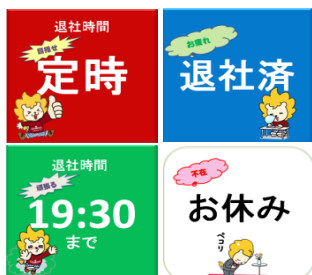 退社時間
目指せ
定時
お疲れ
退社済
退社時間
頑張る
19:30
まで
不在
お休み
ペコリ